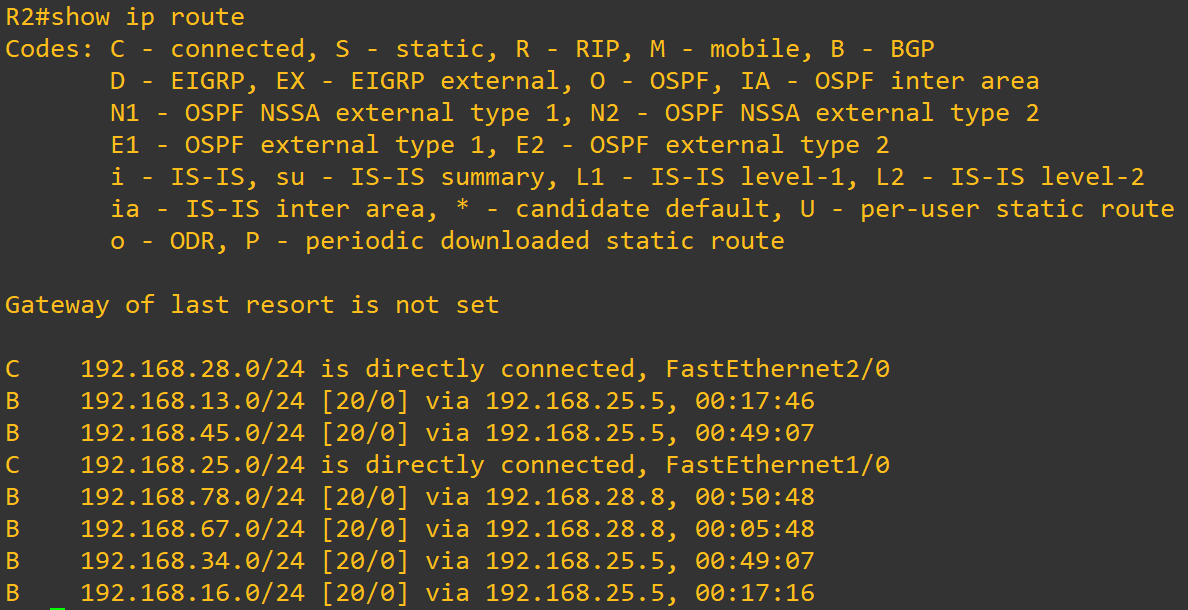 R2#show ip route
Codes: C - connected, S - static, R - RIP, M - mobile, B - BGP
       D - EIGRP, EX - EIGRP external, O - OSPF, IA - OSPF inter area
       N1 - OSPF NSSA external type 1, N2 - OSPF NSSA external type 2
       E1 - OSPF external type 1, E2 - OSPF external type 2
       i - IS-IS, su - IS-IS summary, L1 - IS-IS level-1, L2 - IS-IS level-2
       ia - IS-IS inter area, * - candidate default, U - per-user static route
       o - ODR, P - periodic downloaded static route

Gateway of last resort is not set

C    192.168.28.0/24 is directly connected, FastEthernet2/0
B    192.168.13.0/24 [20/0] via 192.168.25.5, 00:17:46
B    192.168.45.0/24 [20/0] via 192.168.25.5, 00:49:07
C    192.168.25.0/24 is directly connected, FastEthernet1/0
B    192.168.78.0/24 [20/0] via 192.168.28.8, 00:50:48
B    192.168.67.0/24 [20/0] via 192.168.28.8, 00:05:48
B    192.168.34.0/24 [20/0] via 192.168.25.5, 00:49:07
B    192.168.16.0/24 [20/0] via 192.168.25.5, 00:17:16